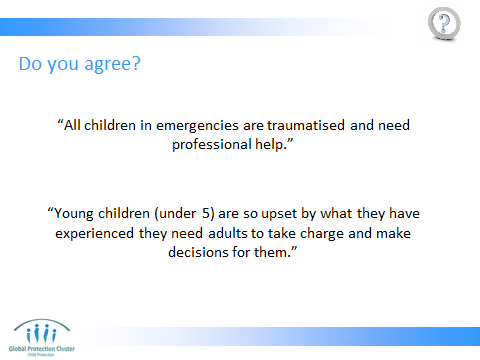 ?
Do you agree?
“All children in emergencies are traumatised and need
professional help.”
“Young children (under 5) are so upset by what they have
experienced they need adults to take charge and make
decisions for them.”
Global Protection Cluster
Child Protection